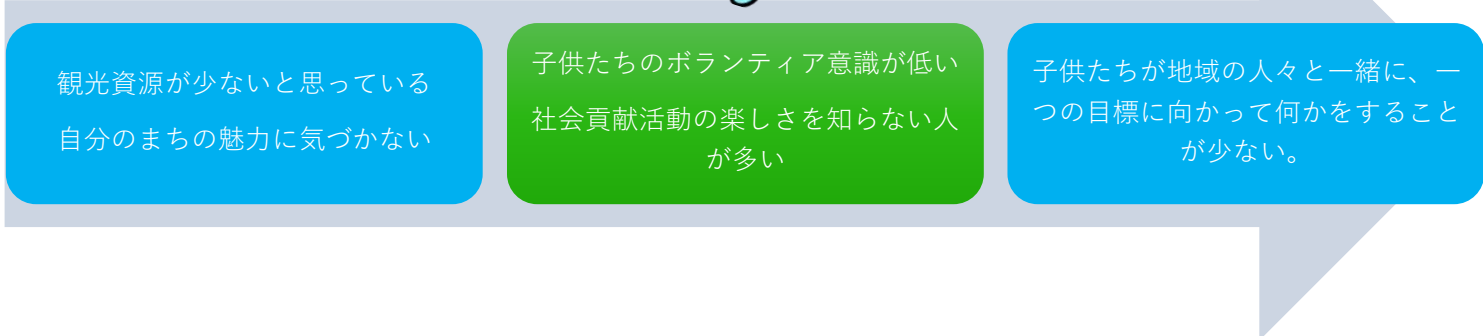 観光資源が少ないと思っている
自分のまちの魅力に気づかない
子供たちのボランティア意識が低い
社会貢献活動の楽しさを知らない人
が多い
子供たちが地域の人々と一緒に、一
つの目標に向かって何かをすること
が少ない。